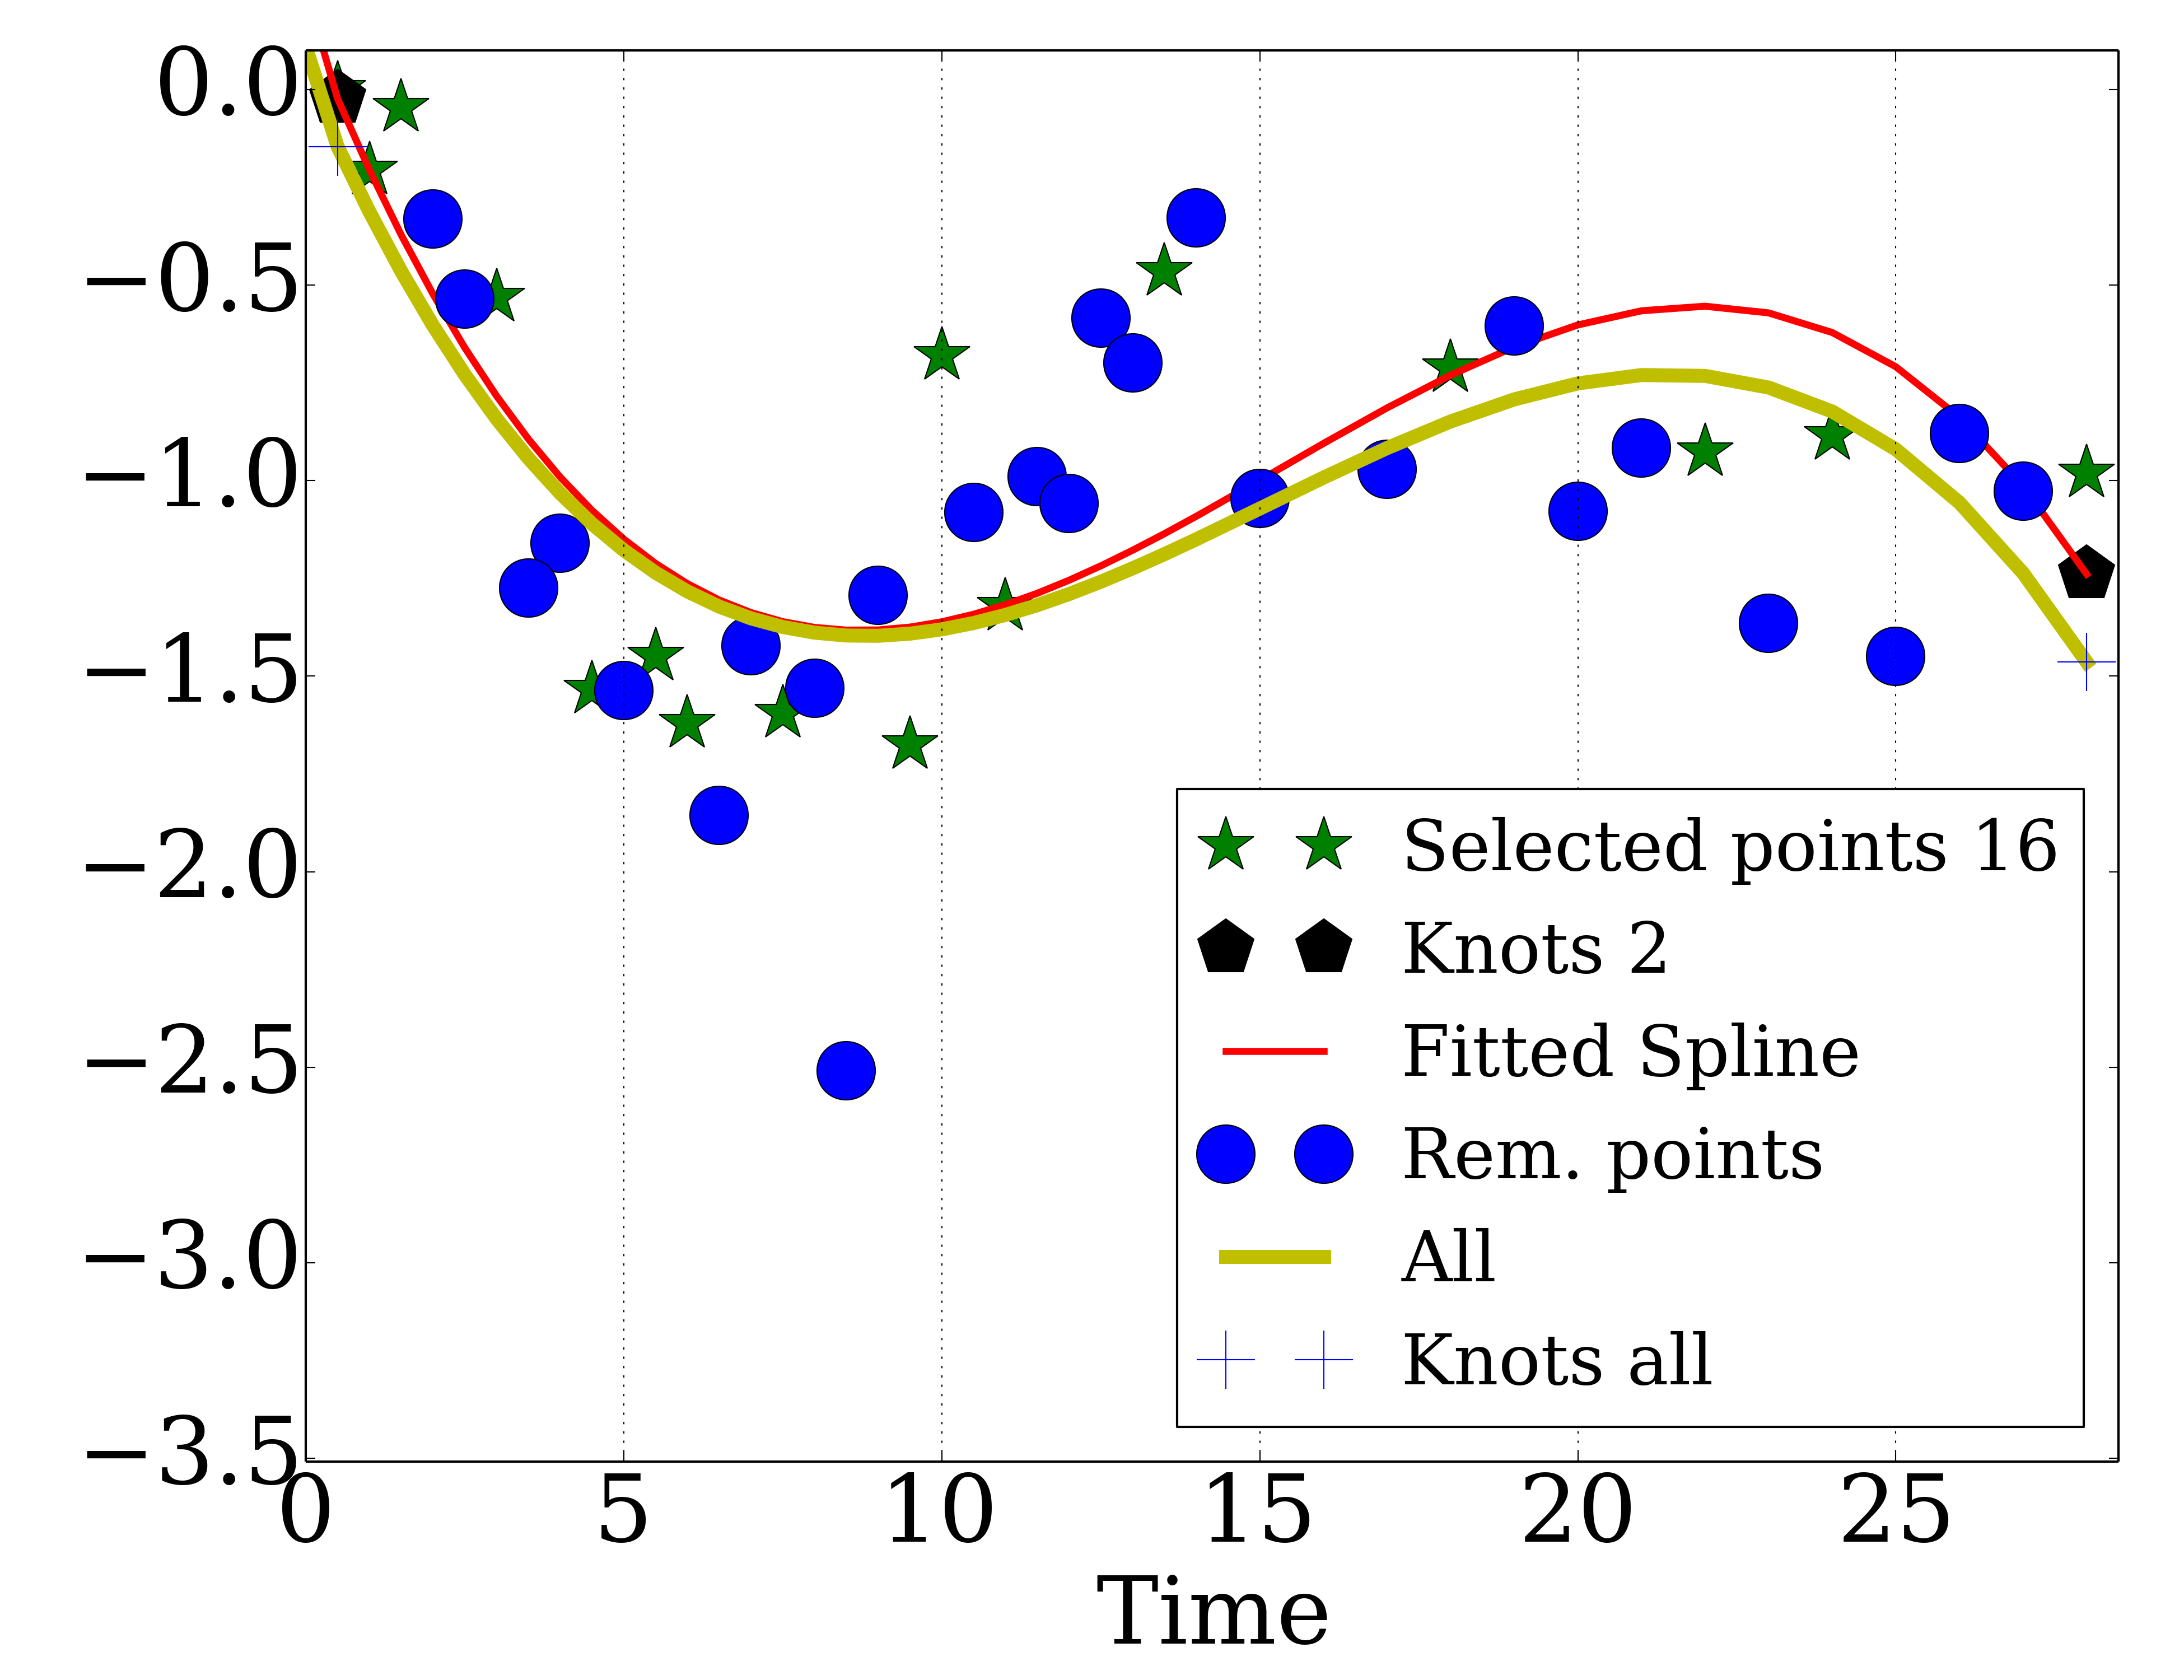 0.0
−0.5
−1.0
−1.5
−2.0
−2.5
−3.0
−3.5
0 5 10 15 20 25
Time
Selected points 16
Knots 2
Fitted Spline
Rem. points
All
Knots all